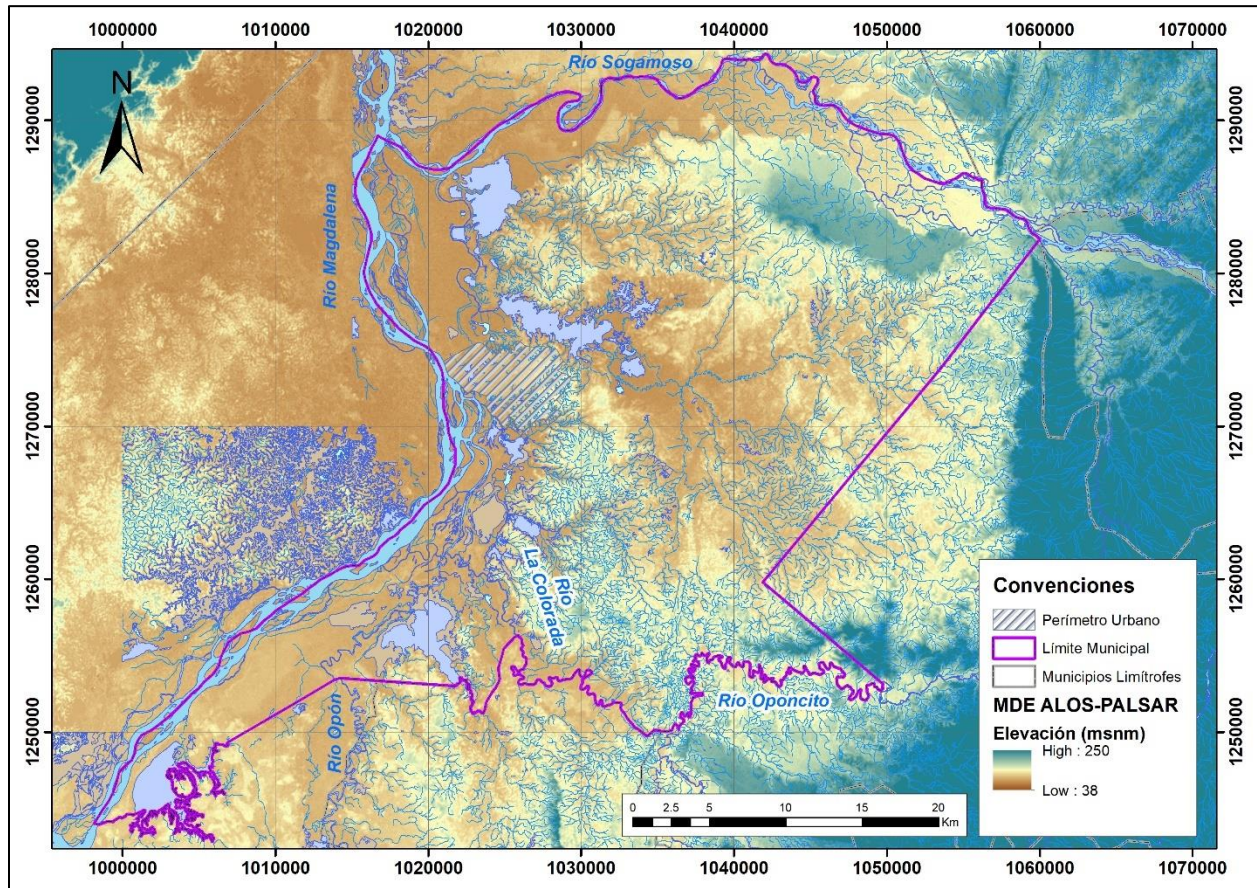 1000000 1010000 1020000 1030000 1040000 1050000 1060000 1070000
Río Sogamoso
N
1290000
1290000
Río Magdalena
1280000
1280000
1270000
1270000
1260000
1260000
Río
La Colorada
Río Oponcito
Río Opón
1250000
1250000
Convenciones
Perímetro Urbano
Límite Municipal
Municipios Limítrofes
MDE ALOS-PALSAR
Elevación (msnm)
High : 250
Low : 38
0 2.5 5 10 15 20
Km
1000000 1010000 1020000 1030000 1040000 1050000 1060000 1070000